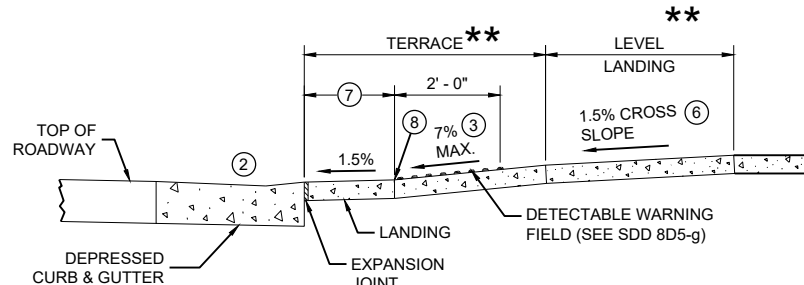 **
TERRACE **
LEVEL
LANDING
7
2' - 0"
TOP OF
ROADWAY
2
1.5%
8
7%
MAX.
3
1.5% CROSS
SLOPE
6
DEPRESSED
CURB & GUTTER
LANDING
EXPANSION
JOINT
DETECTABLE WARNING
FIELD (SEE SDD 8D5-g)